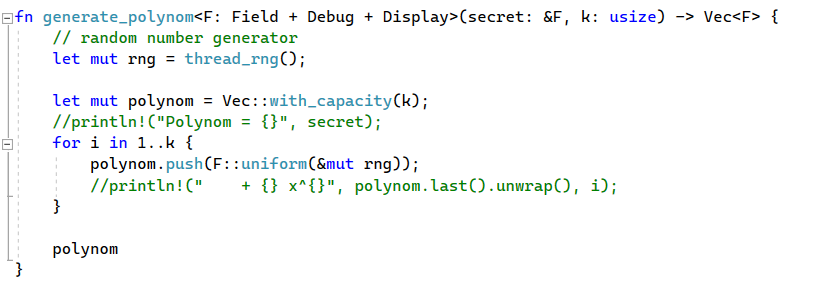 fn generate_polynom<F: Field + Debug + Display>(secret: &F, k: usize) -> Vec<F> {
    // random number generator
    let mut rng = thread_rng();

    let mut polynom = Vec::with_capacity(k);
    //println!("Polynom = {}", secret);
    for i in 1..k {
        polynom.push(F::uniform(&mut rng));
        //println!("    + {} x^{}", polynom.last().unwrap(), i);
    }

    polynom
}